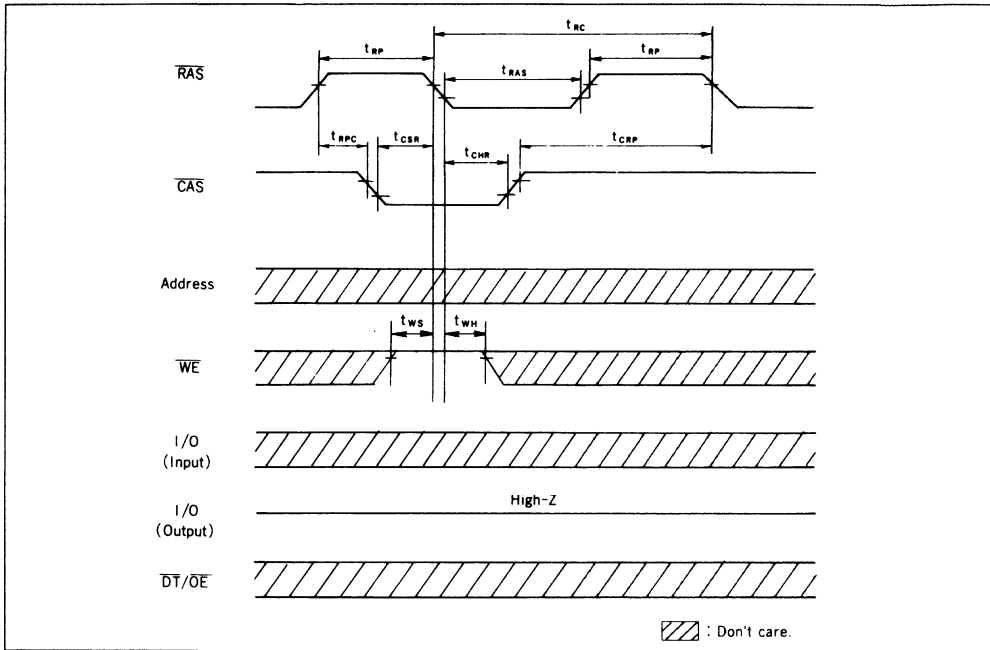 tRC
tRP
tRP
RAS
tRAS
tRPC
tCSR
tCHR
tCRP
CAS
Address
tWS
tWH
WE
I/O
(Input)
High-Z
I/O
(Output)
DT/OE
: Don't care.